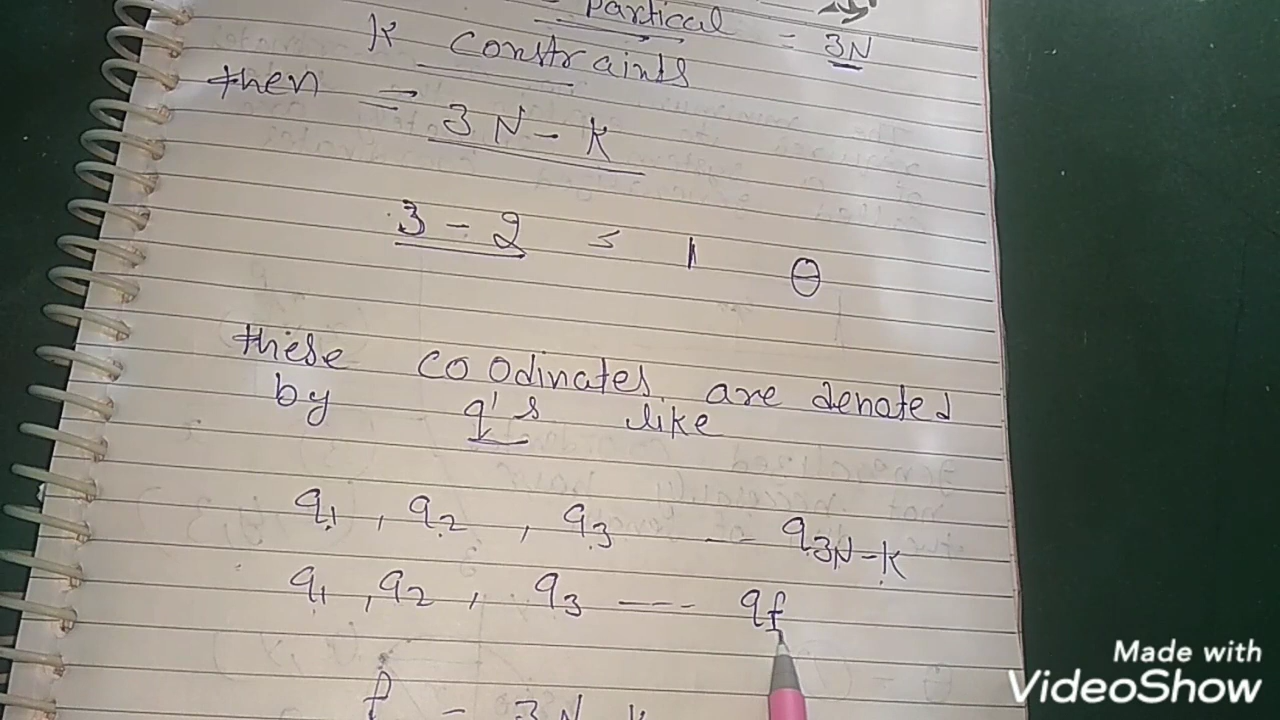 Partical = 3N
k constraints
then = 3N - k
3 - 2 = 1 θ
these coodinates are denoted
by q's like
q1, q2, q3 -- q3N-k
q1, q2, q3 --- qf
f = 3N - k
Made with
VideoShow